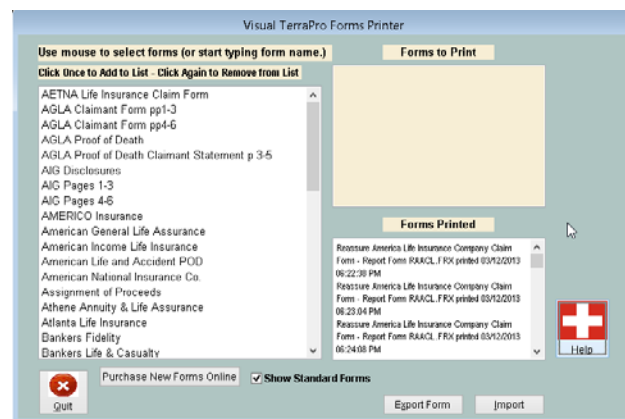 Visual TerraPro Forms Printer
Use mouse to select forms (or start typing form name.)
Click Once to Add to List - Click Again to Remove from List
AETNA Life Insurance Claim Form
AGLA Claimant Form pp1-3
AGLA Claimant Form pp4-6
AGLA Proof of Death
AGLA Proof of Death Claimant Statement p 3-5
AIG Disclosures
AIG Pages 1-3
AIG Pages 4-6
AMERICO Insurance
American General Life Assurance
American Income Life Insurance
American Life and Accident POD
American National Insurance Co.
Assignment of Proceeds
Athene Annuity & Life Assurance
Atlanta Life Insurance
Bankers Fidelity
Bankers Life & Casualty
Forms to Print
Forms Printed
Reassure America Life Insurance Company Claim
Form - Report Form RAACL.FRX printed 03/12/2013
06:22:38 PM
Reassure America Life Insurance Company Claim
Form - Report Form RAACL.FRX printed 03/12/2013
06:23:04 PM
Reassure America Life Insurance Company Claim
Form - Report Form RAACL.FRX printed 03/12/2013
06:24:08 PM
Help
Quit
Purchase New Forms Online
Show Standard Forms
Export Form
Import